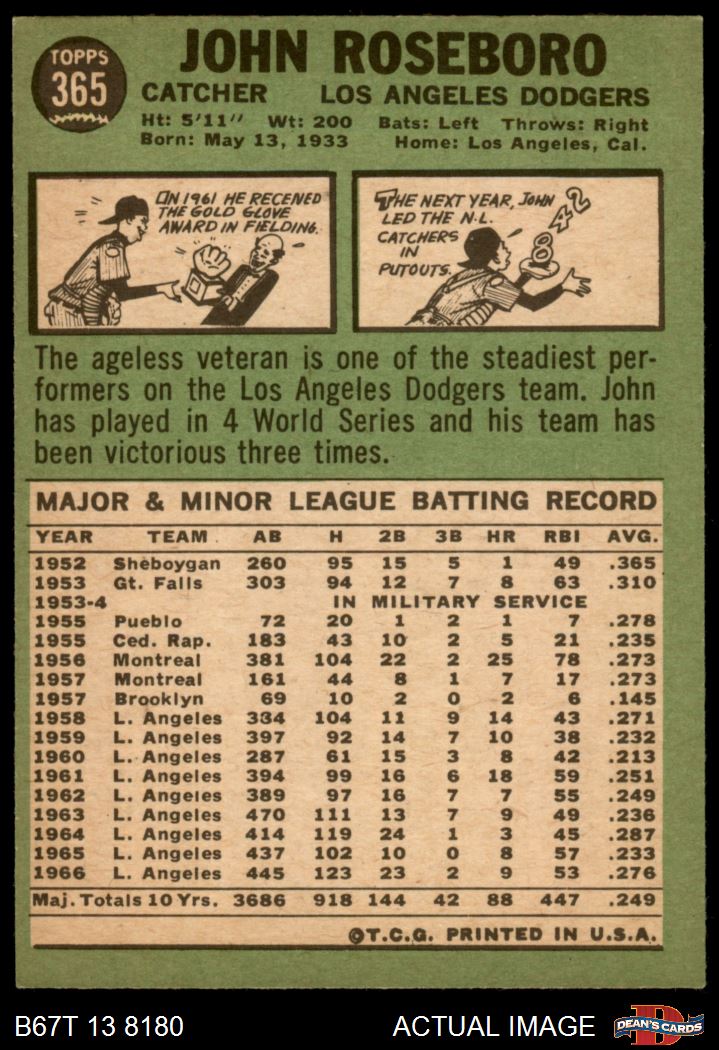 TOPPS
365
JOHN ROSEBORO
CATCHER LOS ANGELES DODGERS
Ht: 5'11" Wt: 200 Bats: Left Throws: Right
Born: May 13, 1933 Home: Los Angeles, Cal.
ON 1961 HE RECENED
THE GOLD GLOVE
AWARD IN FIELDING.
THE NEXT YEAR, JOHN
LED THE N.L.
CATCHERS
IN
PUTOUTS.
842
The ageless veteran is one of the steadiest per-
formers on the Los Angeles Dodgers team. John
has played in 4 World Series and his team has
been victorious three times.
MAJOR & MINOR LEAGUE BATTING RECORD
YEAR TEAM AB H 2B 3B HR RBI AVG.
1952 Sheboygan 260 95 15 5 1 49 .365
1953 Gt. Falls 303 94 12 7 8 63 .310
1953-4 IN MILITARY SERVICE
1955 Pueblo 72 20 1 2 1 7 .278
1955 Ced. Rap. 183 43 10 2 5 21 .235
1956 Montreal 381 104 22 2 25 78 .273
1957 Montreal 161 44 8 1 7 17 .273
1957 Brooklyn 69 10 2 0 2 6 .145
1958 L. Angeles 384 104 11 9 14 43 .271
1959 L. Angeles 397 92 14 7 10 38 .232
1960 L. Angeles 287 61 15 3 8 42 .213
1961 L. Angeles 394 99 16 6 18 59 .251
1962 L. Angeles 389 97 16 7 7 55 .249
1963 L. Angeles 470 111 13 7 9 49 .236
1964 L. Angeles 414 119 24 1 3 45 .287
1965 L. Angeles 437 102 10 0 8 57 .233
1966 L. Angeles 445 123 23 2 9 53 .276
Maj. Totals 10 Yrs. 3686 918 144 42 88 447 .249
©T.C.G. PRINTED IN U.S.A.
B67T 13 8180 ACTUAL IMAGE
D
DEAN'S CARDS